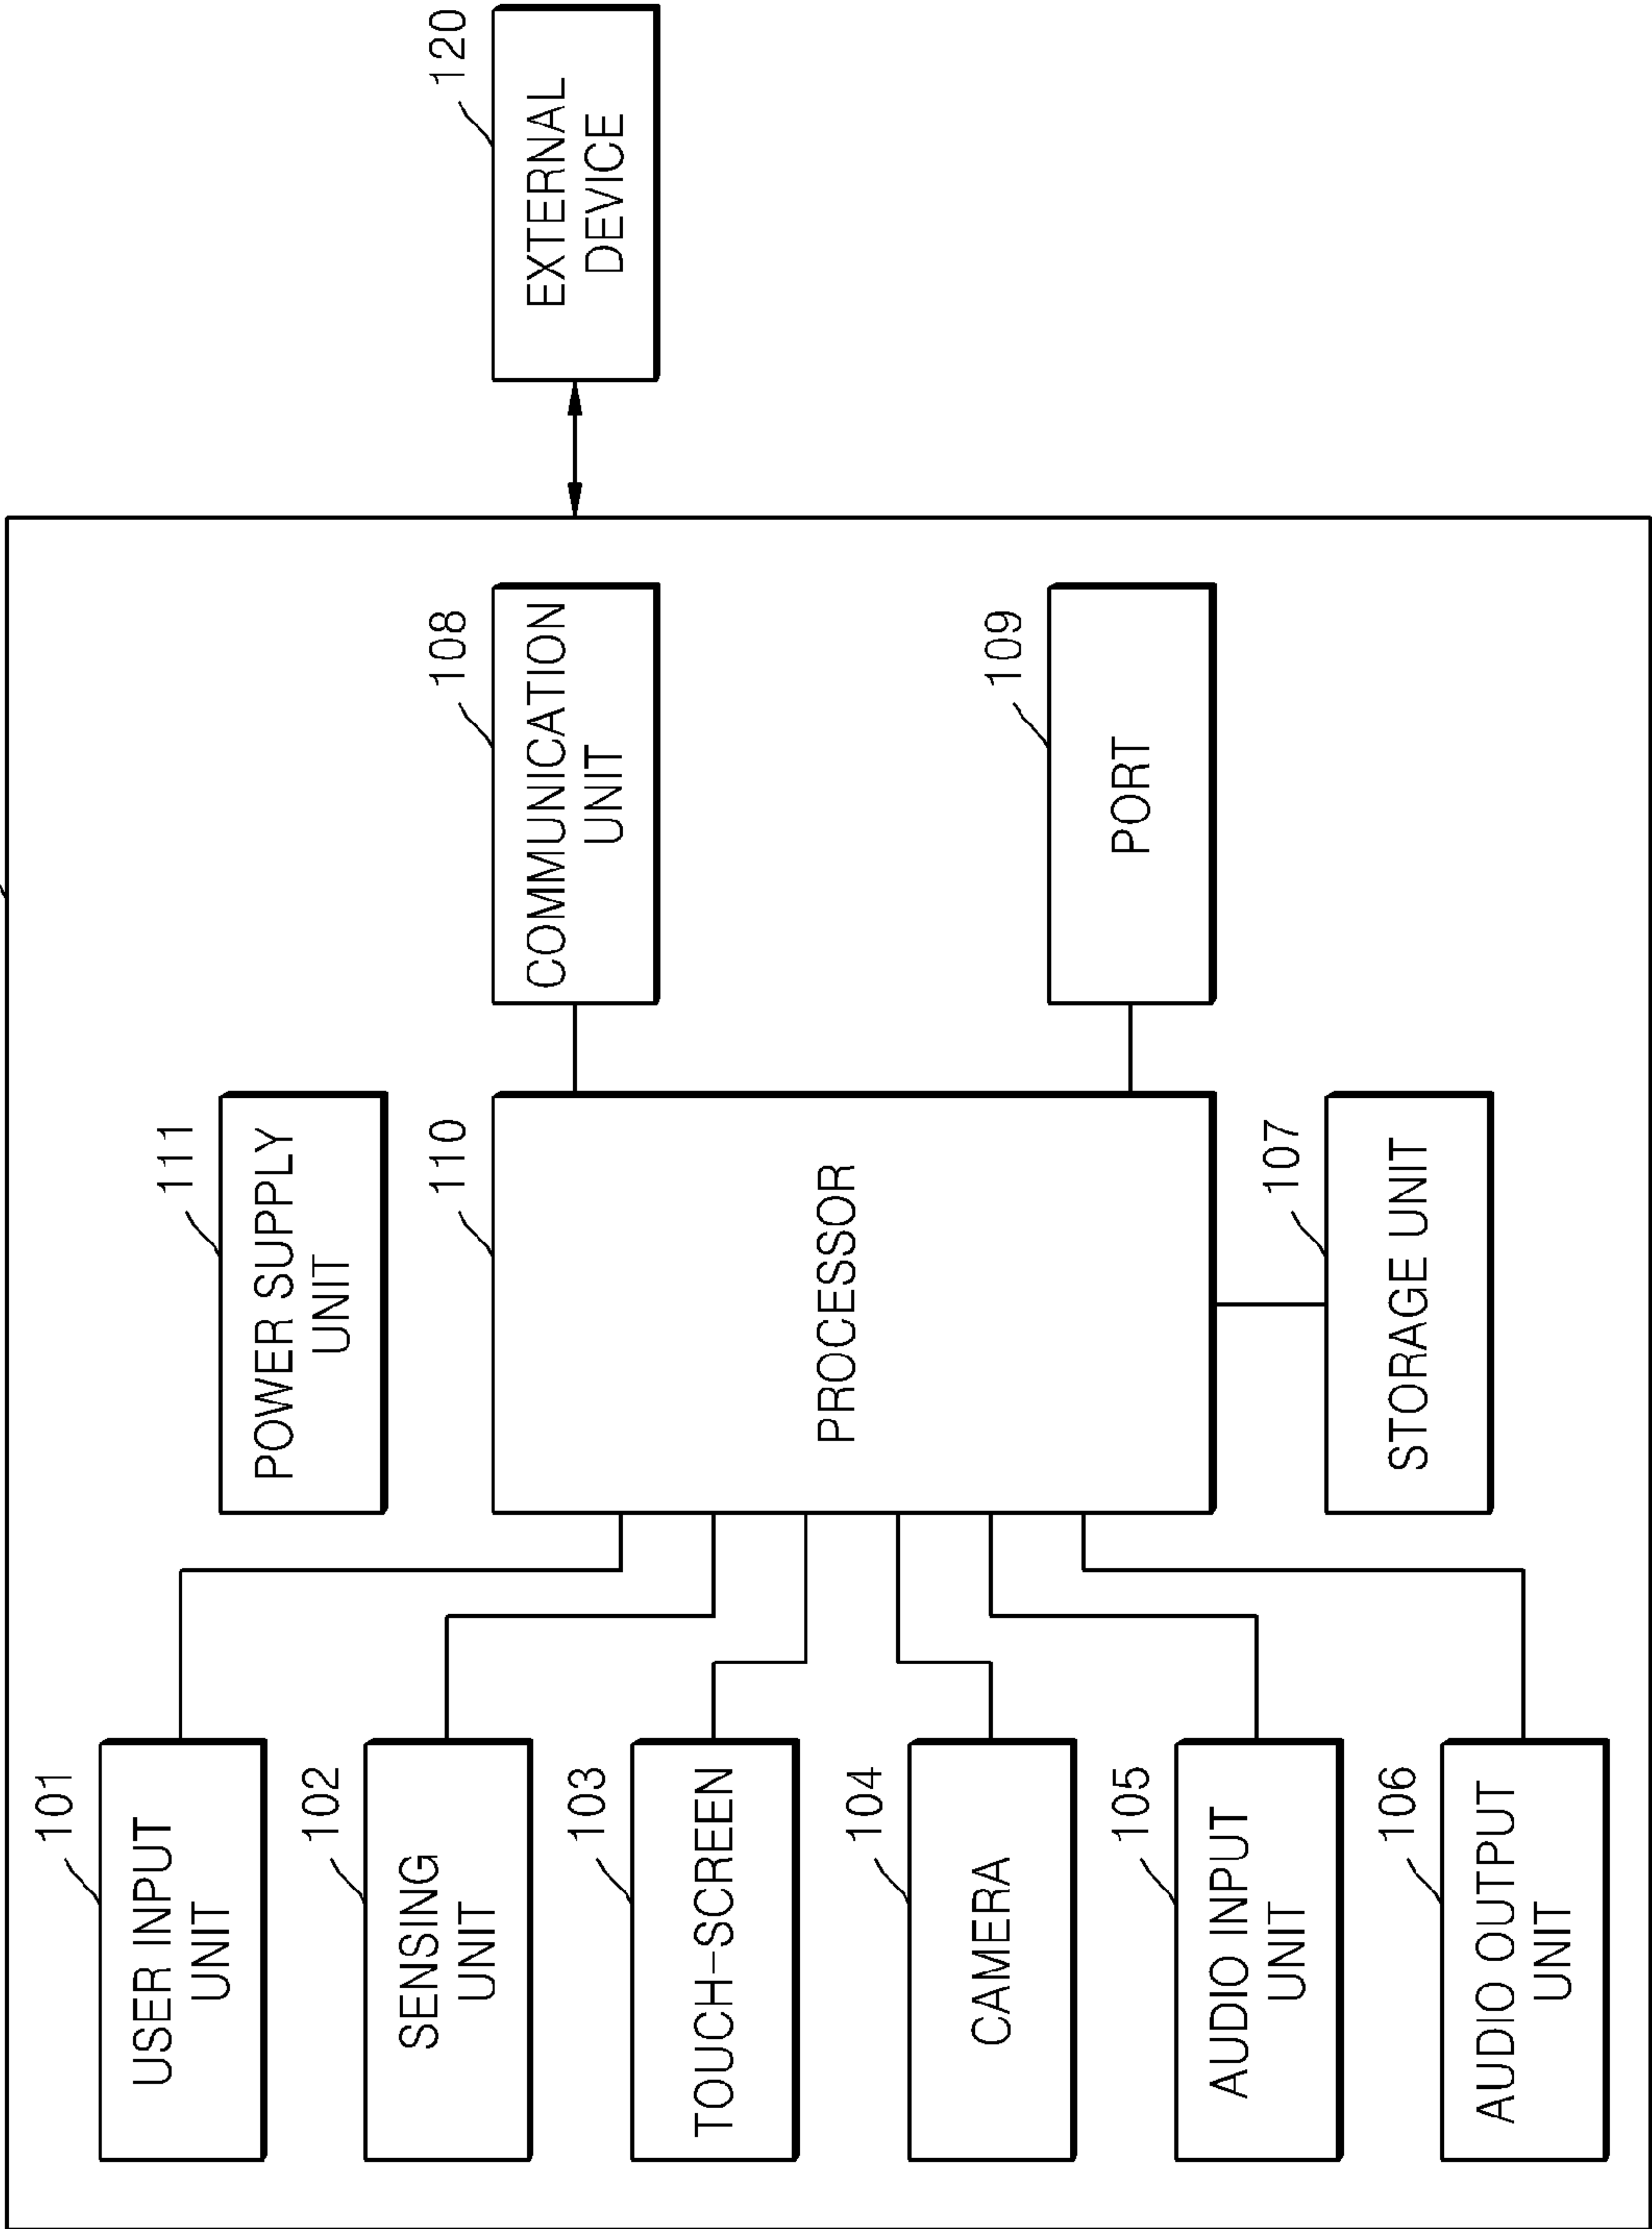 101
USER INPUT
UNIT
102
SENSING
UNIT
103
TOUCH-SCREEN
104
CAMERA
105
AUDIO INPUT
UNIT
106
AUDIO OUTPUT
UNIT
111
POWER SUPPLY
UNIT
110
PROCESSOR
107
STORAGE UNIT
108
COMMUNICATION
UNIT
109
PORT
120
EXTERNAL
DEVICE